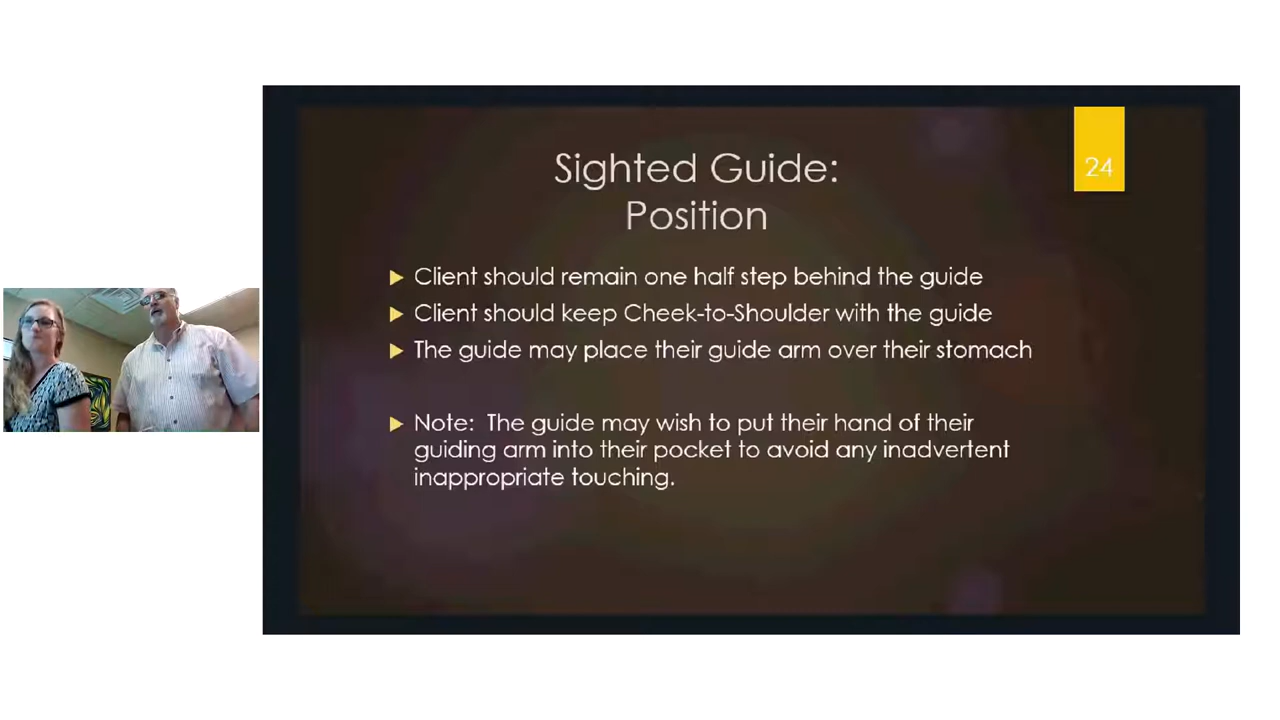 24
Sighted Guide:
Position
Client should remain one half step behind the guide
Client should keep Cheek-to-Shoulder with the guide
The guide may place their guide arm over their stomach
Note: The guide may wish to put their hand of their
guiding arm into their pocket to avoid any inadvertent
inappropriate touching.